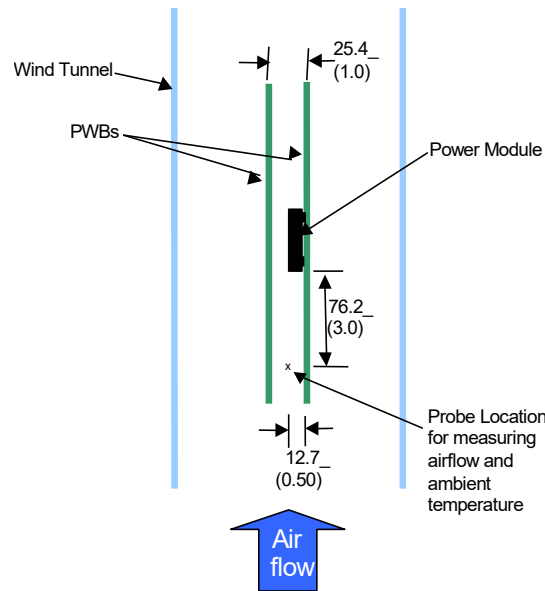 25.4_
(1.0)
Wind Tunnel
PWBs
Power Module
76.2_
(3.0)
x
Probe Location
for measuring
airflow and
ambient
temperature
12.7_
(0.50)
Air
flow